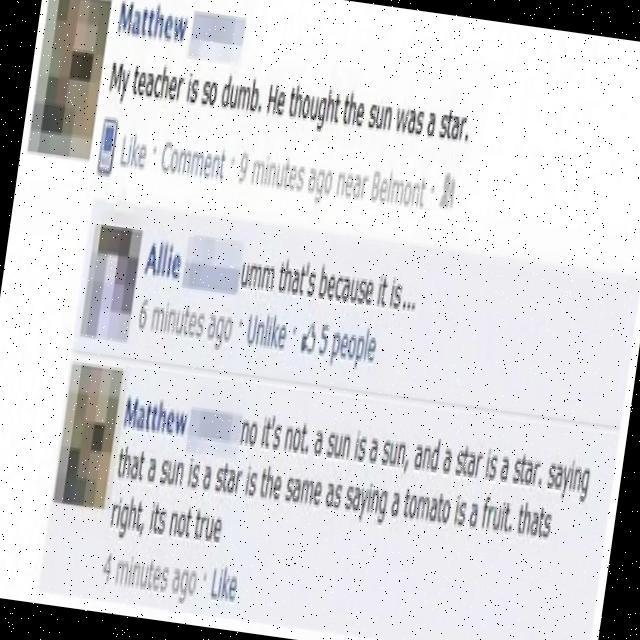 Matthew
My teacher is so dumb. He thought the sun was a star.
Like · Comment · 9 minutes ago near Belmont ·
Allie umm that's because it is...
6 minutes ago · Unlike · 5 people
Matthew no it's not. a sun is a sun, and a star is a star. saying
that a sun is a star is the same as saying a tomato is a fruit. thats
right, its not true
4 minutes ago · Like